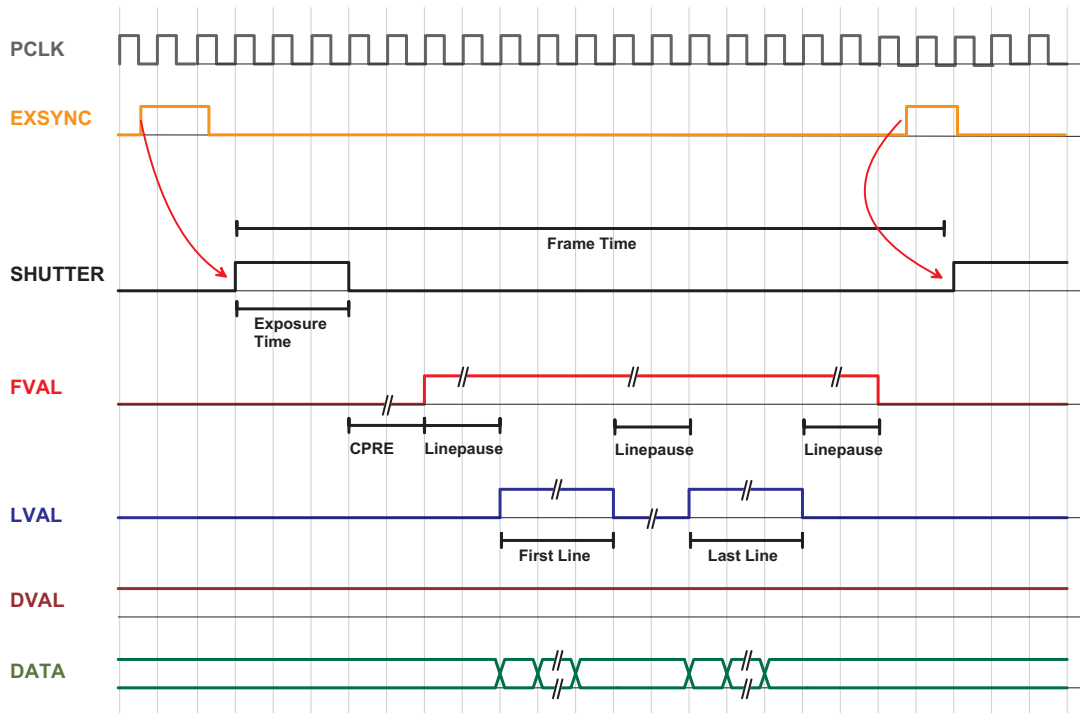 PCLK
EXSYNC
Frame Time
SHUTTER
Exposure
Time
FVAL
CPRE
Linepause
Linepause
Linepause
LVAL
First Line
Last Line
DVAL
DATA